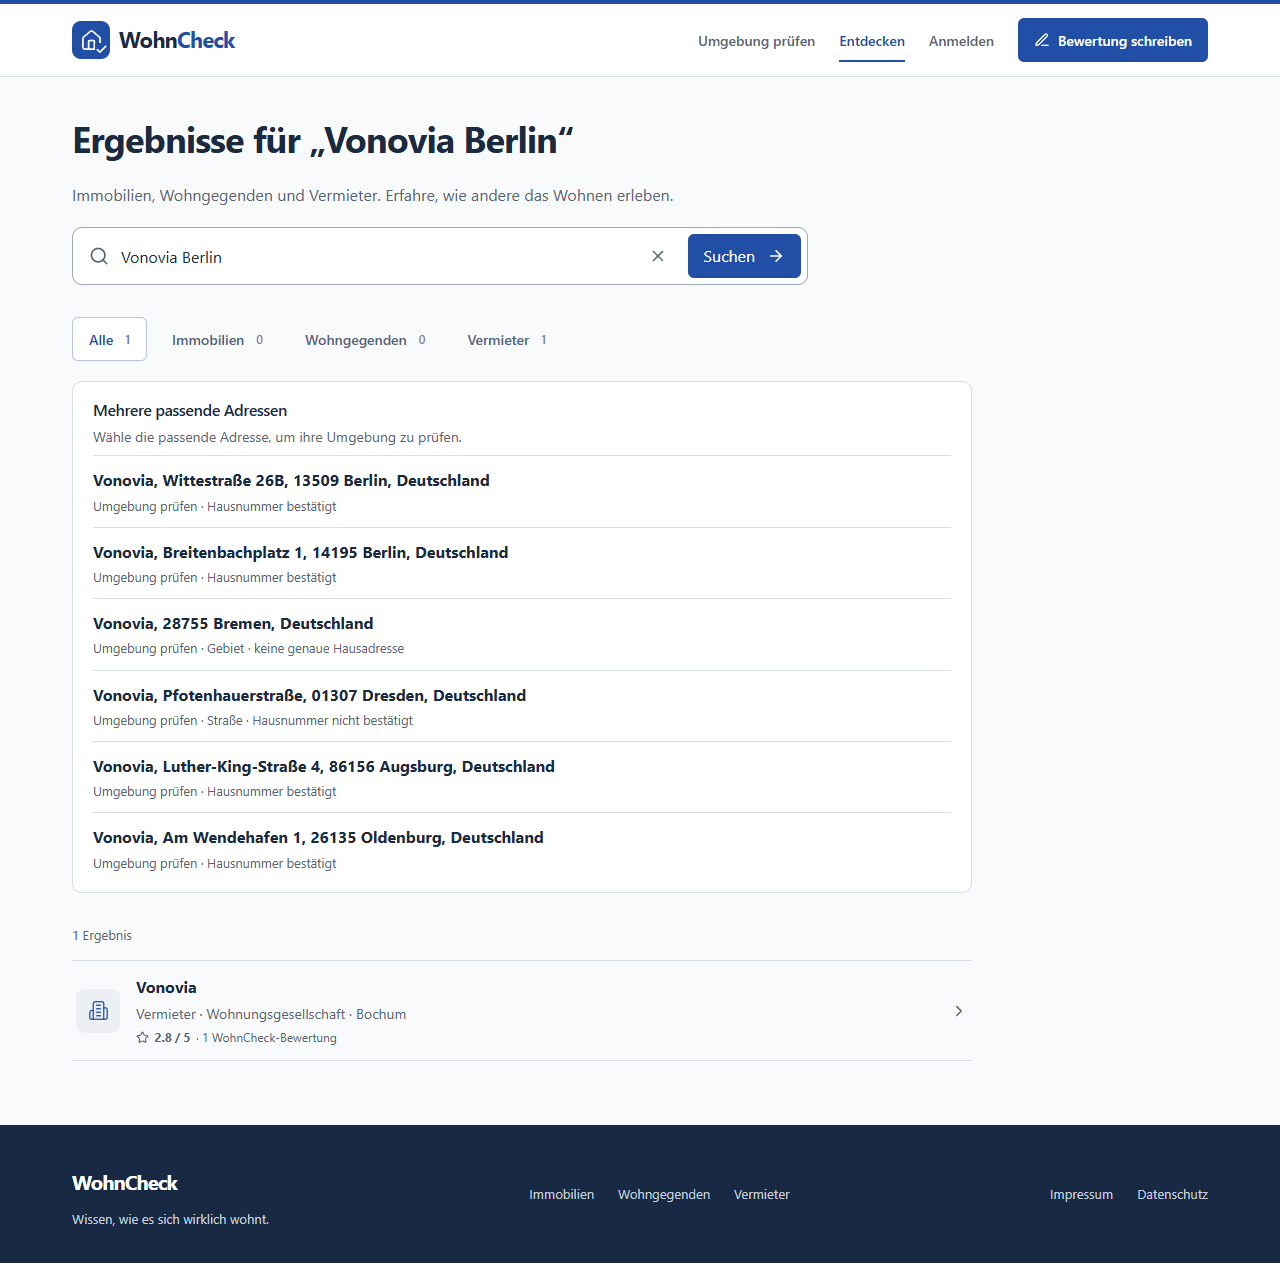 WohnCheck
Umgebung prüfen
Entdecken
Anmelden
Bewertung schreiben
Ergebnisse für „Vonovia Berlin“
Immobilien, Wohngegenden und Vermieter. Erfahre, wie andere das Wohnen erleben.
Vonovia Berlin
Suchen
Alle 1
Immobilien 0
Wohngegenden 0
Vermieter 1
Mehrere passende Adressen
Wähle die passende Adresse, um ihre Umgebung zu prüfen.
Vonovia, Wittestraße 26B, 13509 Berlin, Deutschland
Umgebung prüfen · Hausnummer bestätigt
Vonovia, Breitenbachplatz 1, 14195 Berlin, Deutschland
Umgebung prüfen · Hausnummer bestätigt
Vonovia, 28755 Bremen, Deutschland
Umgebung prüfen · Gebiet · keine genaue Hausadresse
Vonovia, Pfotenhauerstraße, 01307 Dresden, Deutschland
Umgebung prüfen · Straße · Hausnummer nicht bestätigt
Vonovia, Luther-King-Straße 4, 86156 Augsburg, Deutschland
Umgebung prüfen · Hausnummer bestätigt
Vonovia, Am Wendehafen 1, 26135 Oldenburg, Deutschland
Umgebung prüfen · Hausnummer bestätigt
1 Ergebnis
Vonovia
Vermieter · Wohnungsgesellschaft · Bochum
2.8 / 5 · 1 WohnCheck-Bewertung
WohnCheck
Wissen, wie es sich wirklich wohnt.
Immobilien
Wohngegenden
Vermieter
Impressum
Datenschutz